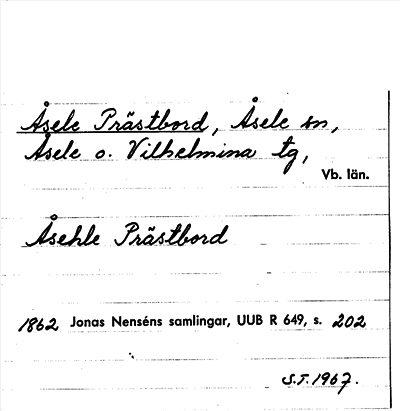 Åsele Prästbord, Åsele sn,
Åsele o. Vilhelmina tg,
Vb. län.
Åsehle Prästbord
1862 Jonas Nenséns samlingar, UUB R 649, s. 202
S.T. 1967.